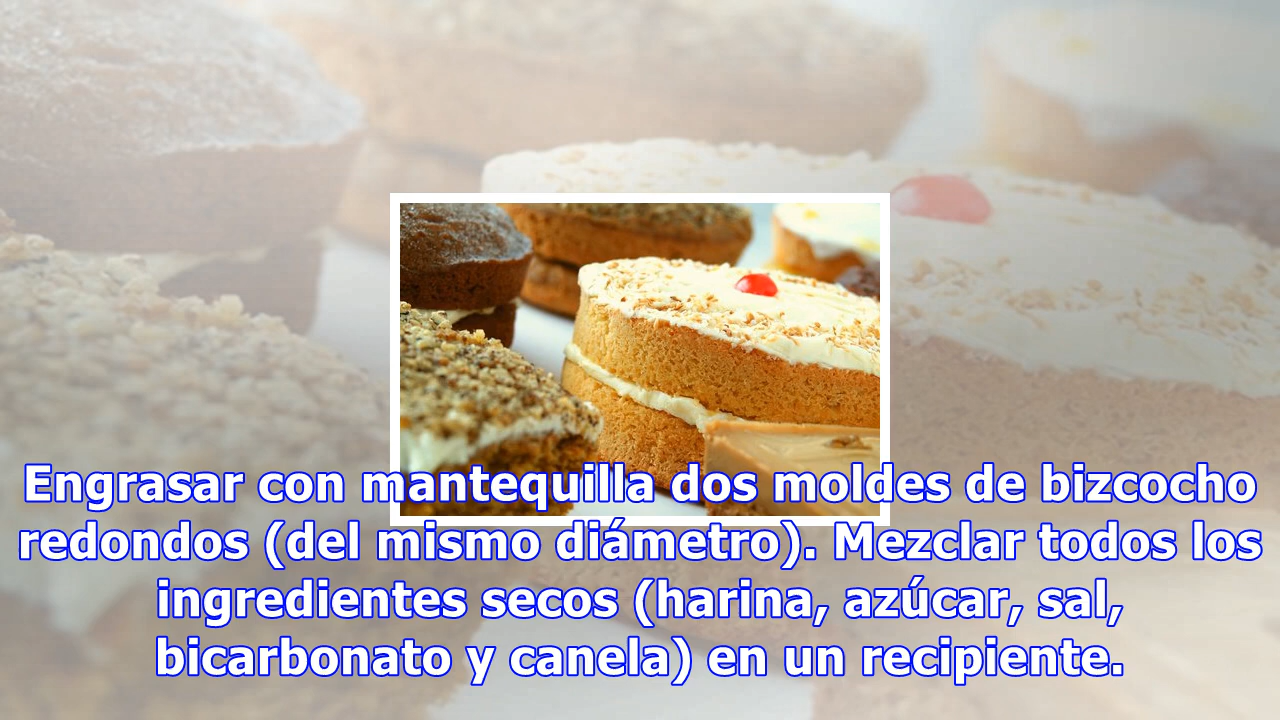 Engrasar con mantequilla dos moldes de bizcocho
redondos (del mismo diámetro). Mezclar todos los
ingredientes secos (harina, azúcar, sal,
bicarbonato y canela) en un recipiente.